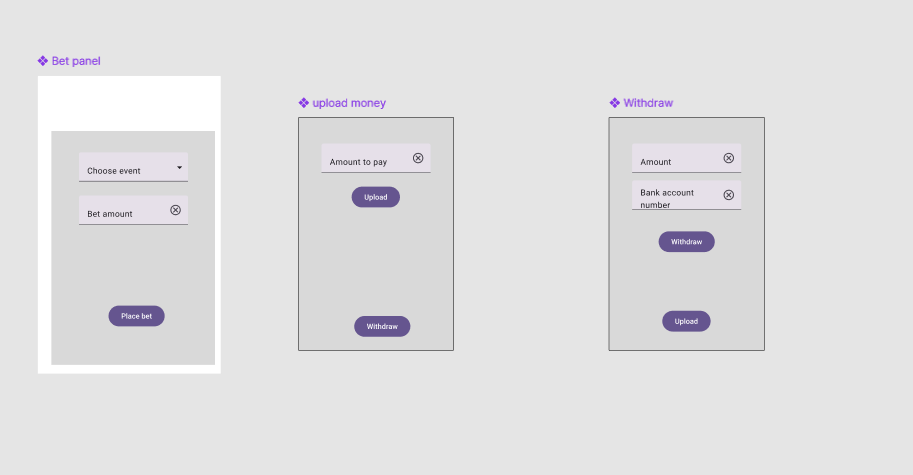 Bet panel
Choose event
Bet amount
Place bet
upload money
Amount to pay
Upload
Withdraw
Withdraw
Amount
Bank account
number
Withdraw
Upload